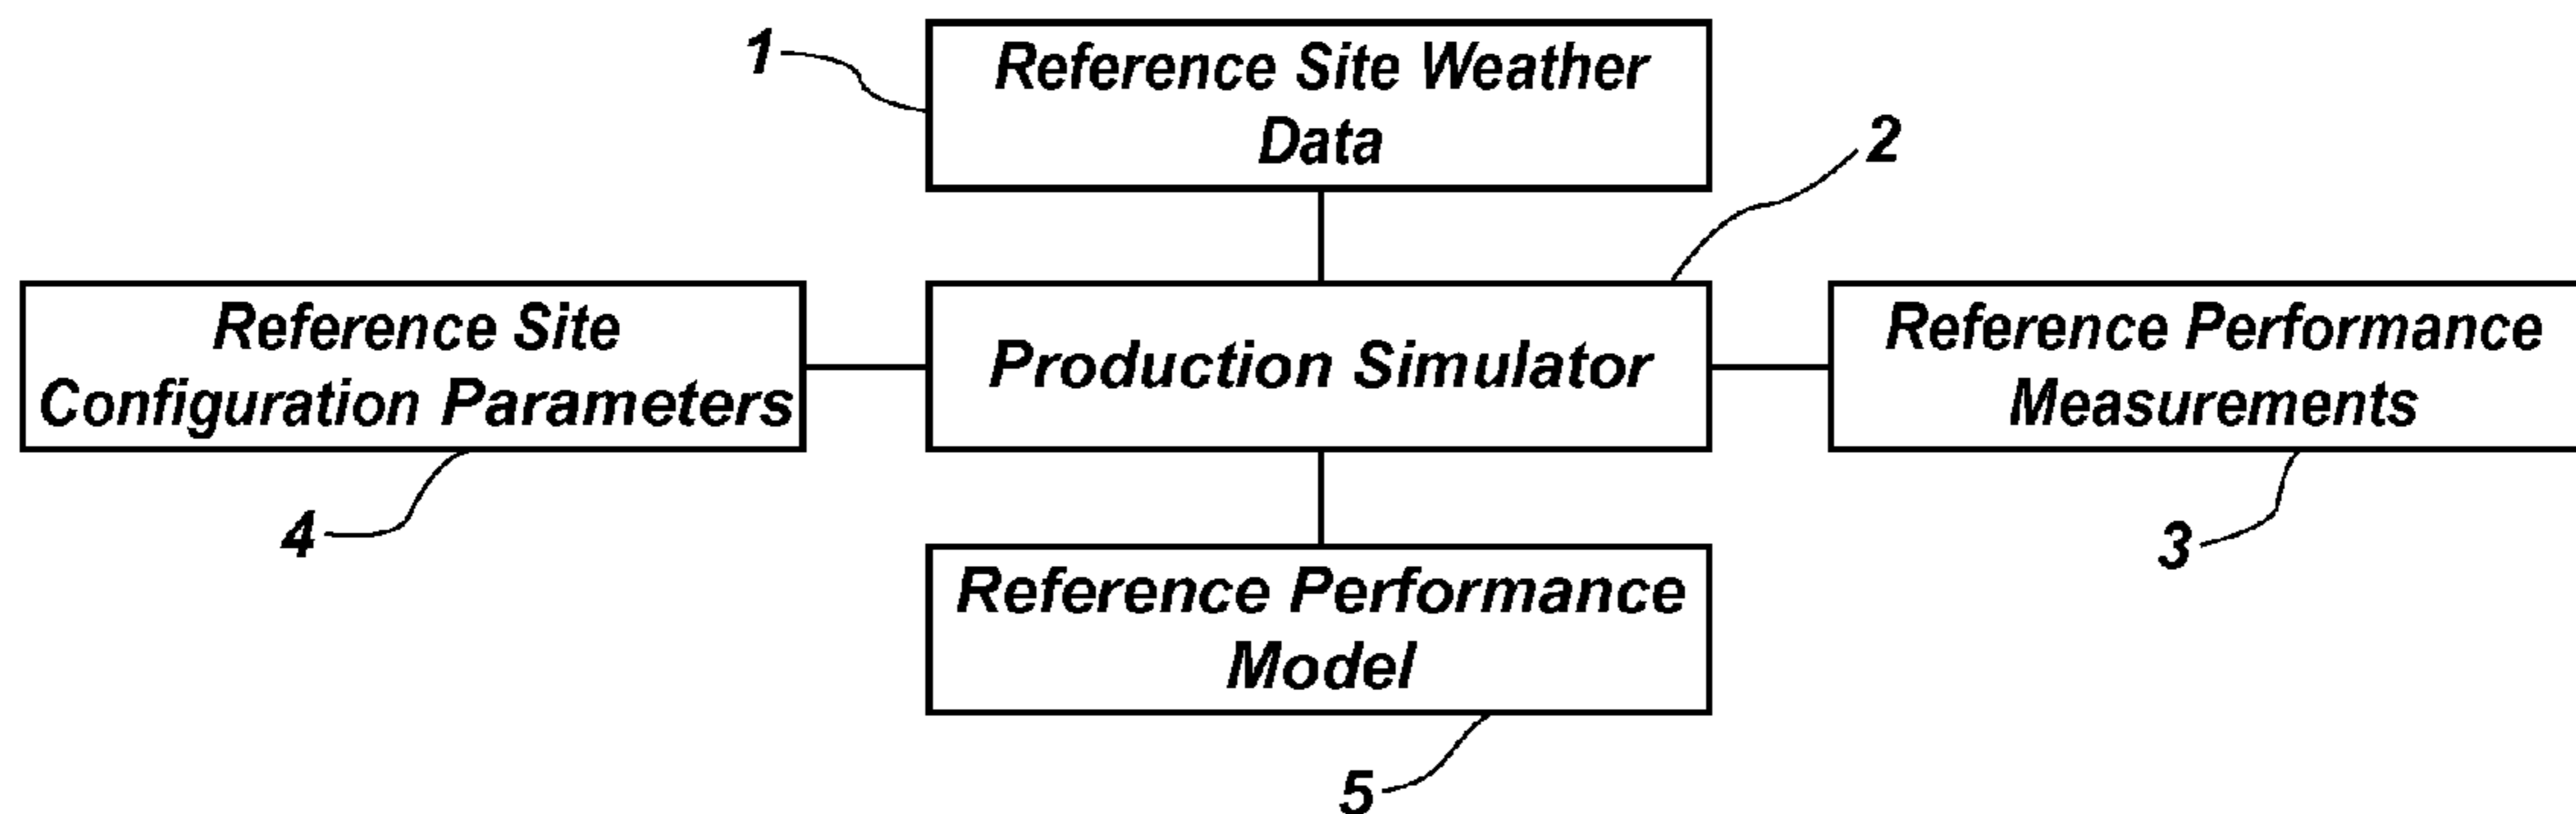 1
Reference Site Weather
Data
2
Reference Site
Configuration Parameters
Production Simulator
Reference Performance
Measurements
4
3
Reference Performance
Model
5